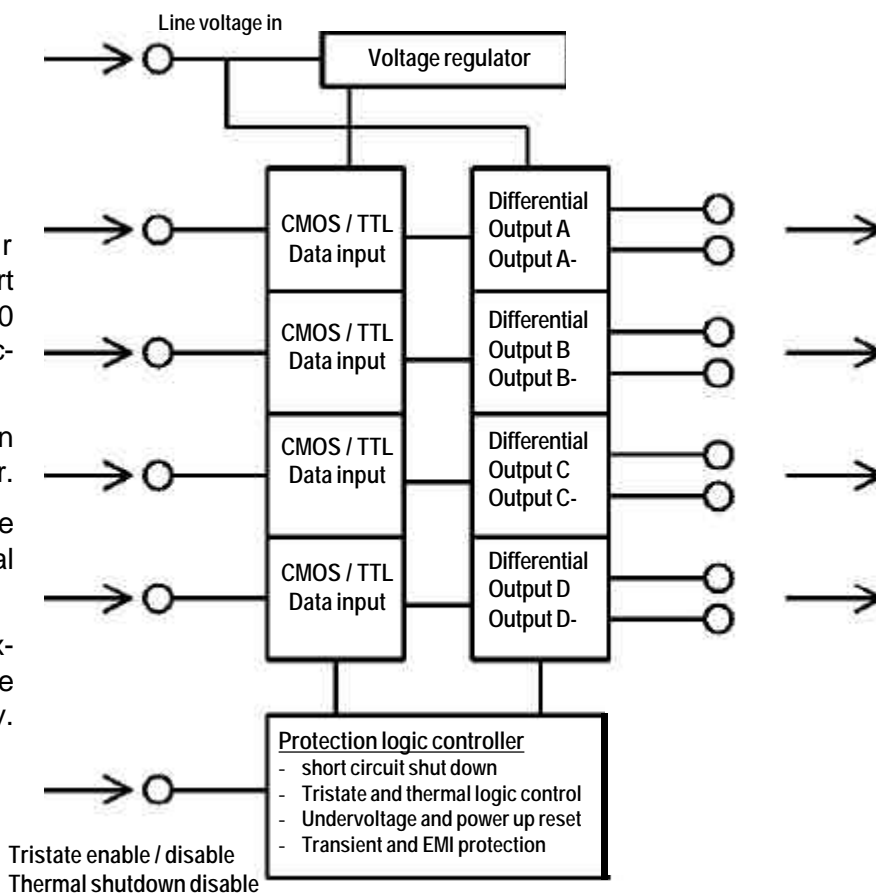 Line voltage in
Voltage regulator
CMOS / TTL
Data input
Differential
Output A
Output A-
CMOS / TTL
Data input
Differential
Output B
Output B-
CMOS / TTL
Data input
Differential
Output C
Output C-
CMOS / TTL
Data input
Differential
Output D
Output D-
r
rt
0
c-
n
r.
e
al
x-
e
y.
Protection logic controller
- short circuit shut down
- Tristate and thermal logic control
- Undervoltage and power up reset
- Transient and EMI protection
Tristate enable / disable
Thermal shutdown disable